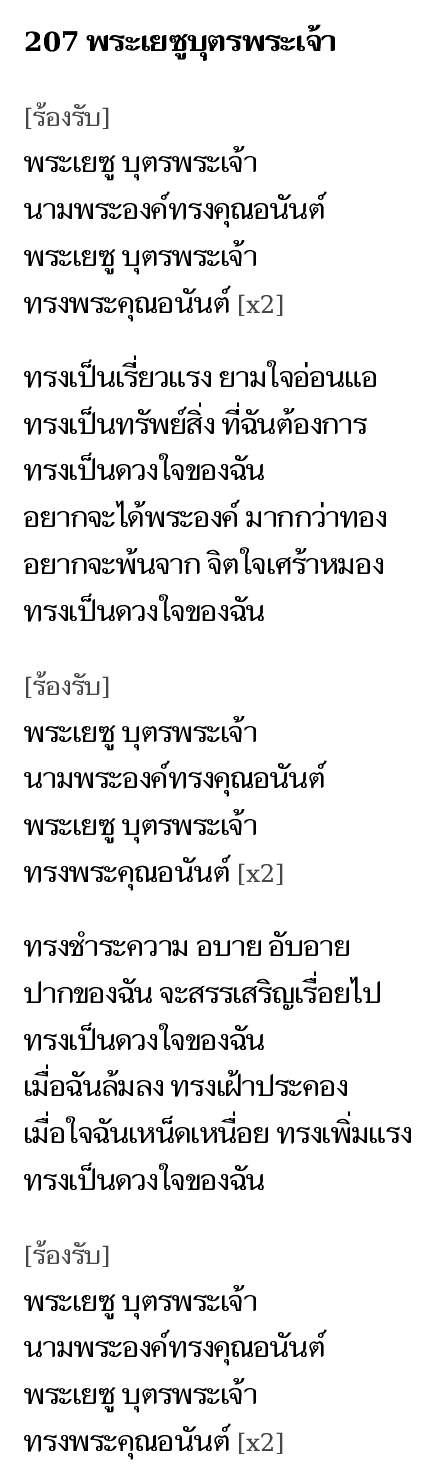 207 พระเยซูบุตรพระเจ้า
[ร้องรับ]
พระเยซู บุตรพระเจ้า
นามพระองค์ทรงคุณอนันต์
พระเยซู บุตรพระเจ้า
ทรงพระคุณอนันต์ [x2]
ทรงเป็นเรี่ยวแรง ยามใจอ่อนแอ
ทรงเป็นทรัพย์สิ่ง ที่ฉันต้องการ
ทรงเป็นดวงใจของฉัน
อยากจะได้พระองค์ มากกว่าทอง
อยากจะพ้นจาก จิตใจเศร้าหมอง
ทรงเป็นดวงใจของฉัน
[ร้องรับ]
พระเยซู บุตรพระเจ้า
นามพระองค์ทรงคุณอนันต์
พระเยซู บุตรพระเจ้า
ทรงพระคุณอนันต์ [x2]
ทรงชำระความ อบาย อับอาย
ปากของฉัน จะสรรเสริญเรื่อยไป
ทรงเป็นดวงใจของฉัน
เมื่อฉันล้มลง ทรงเฝ้าประคอง
เมื่อใจฉันเหน็ดเหนื่อย ทรงเพิ่มแรง
ทรงเป็นดวงใจของฉัน
[ร้องรับ]
พระเยซู บุตรพระเจ้า
นามพระองค์ทรงคุณอนันต์
พระเยซู บุตรพระเจ้า
ทรงพระคุณอนันต์ [x2]